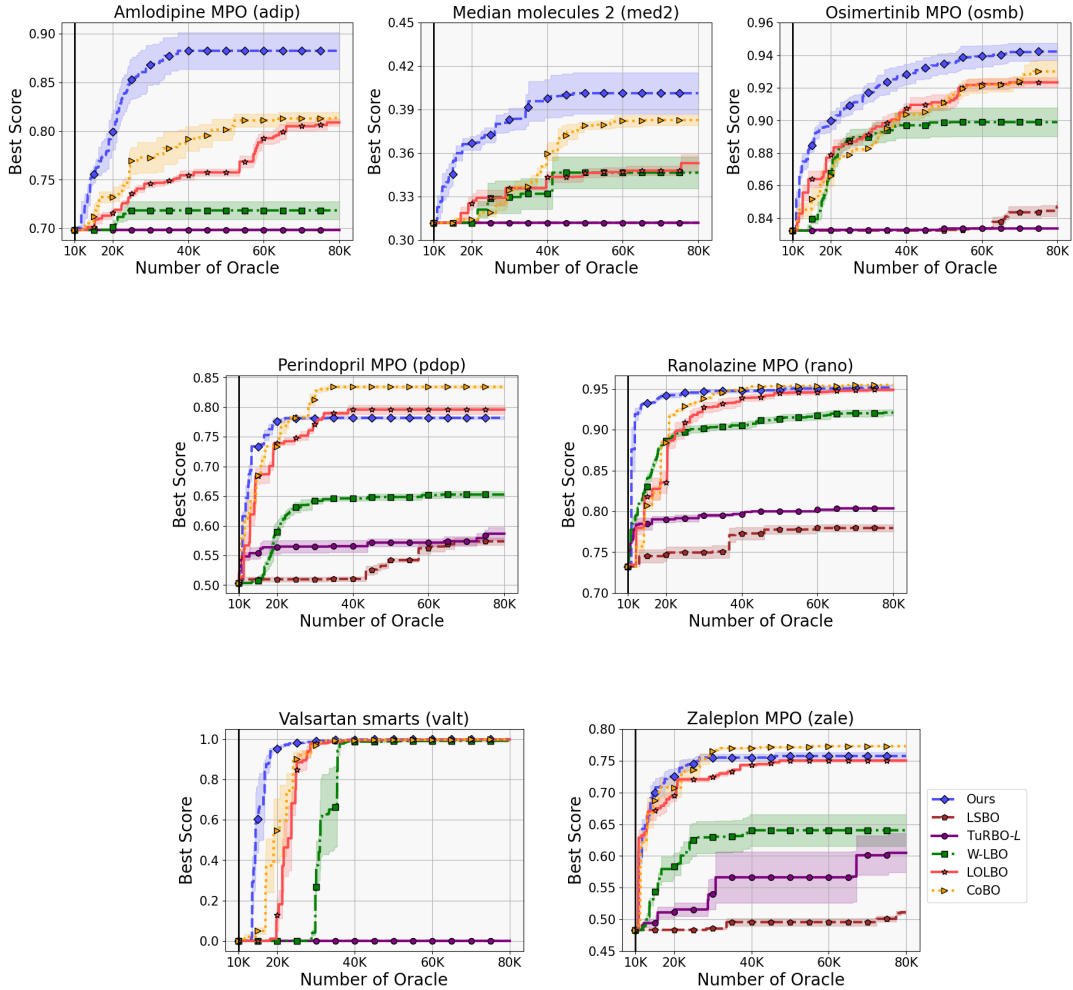 Amlodipine MPO (adip)
Best Score
0.90
0.85
0.80
0.75
0.70
10K 20K 40K 60K 80K
Number of Oracle
Median molecules 2 (med2)
Best Score
0.45
0.42
0.39
0.36
0.33
0.30
10K 20K 40K 60K 80K
Number of Oracle
Osimertinib MPO (osmb)
Best Score
0.96
0.94
0.92
0.90
0.88
0.86
0.84
10K 20K 40K 60K 80K
Number of Oracle
Perindopril MPO (pdop)
Best Score
0.85
0.80
0.75
0.70
0.65
0.60
0.55
0.50
10K 20K 40K 60K 80K
Number of Oracle
Ranolazine MPO (rano)
Best Score
0.95
0.90
0.85
0.80
0.75
0.70
10K 20K 40K 60K 80K
Number of Oracle
Valsartan smarts (valt)
Best Score
1.0
0.8
0.6
0.4
0.2
0.0
10K 20K 40K 60K 80K
Number of Oracle
Zaleplon MPO (zale)
Best Score
0.80
0.75
0.70
0.65
0.60
0.55
0.50
0.45
10K 20K 40K 60K 80K
Number of Oracle
Ours
LSBO
TuRBO-L
W-LBO
LOLBO
CoBO